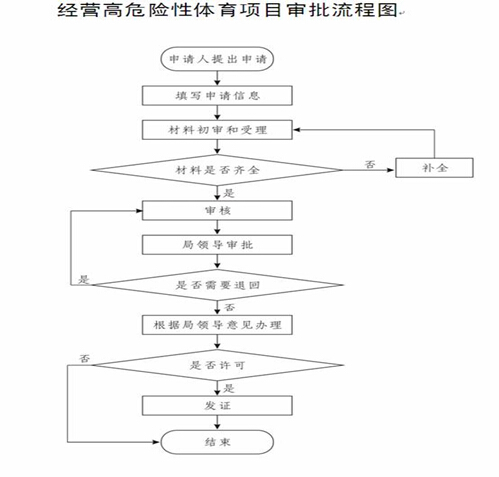 经营高危险性体育项目审批流程图
申请人提出申请
填写申请信息
材料初审和受理
材料是否齐全
否
补全
是
审核
局领导审批
是
是否需要退回
否
根据局领导意见办理
否
是否许可
是
发证
结束